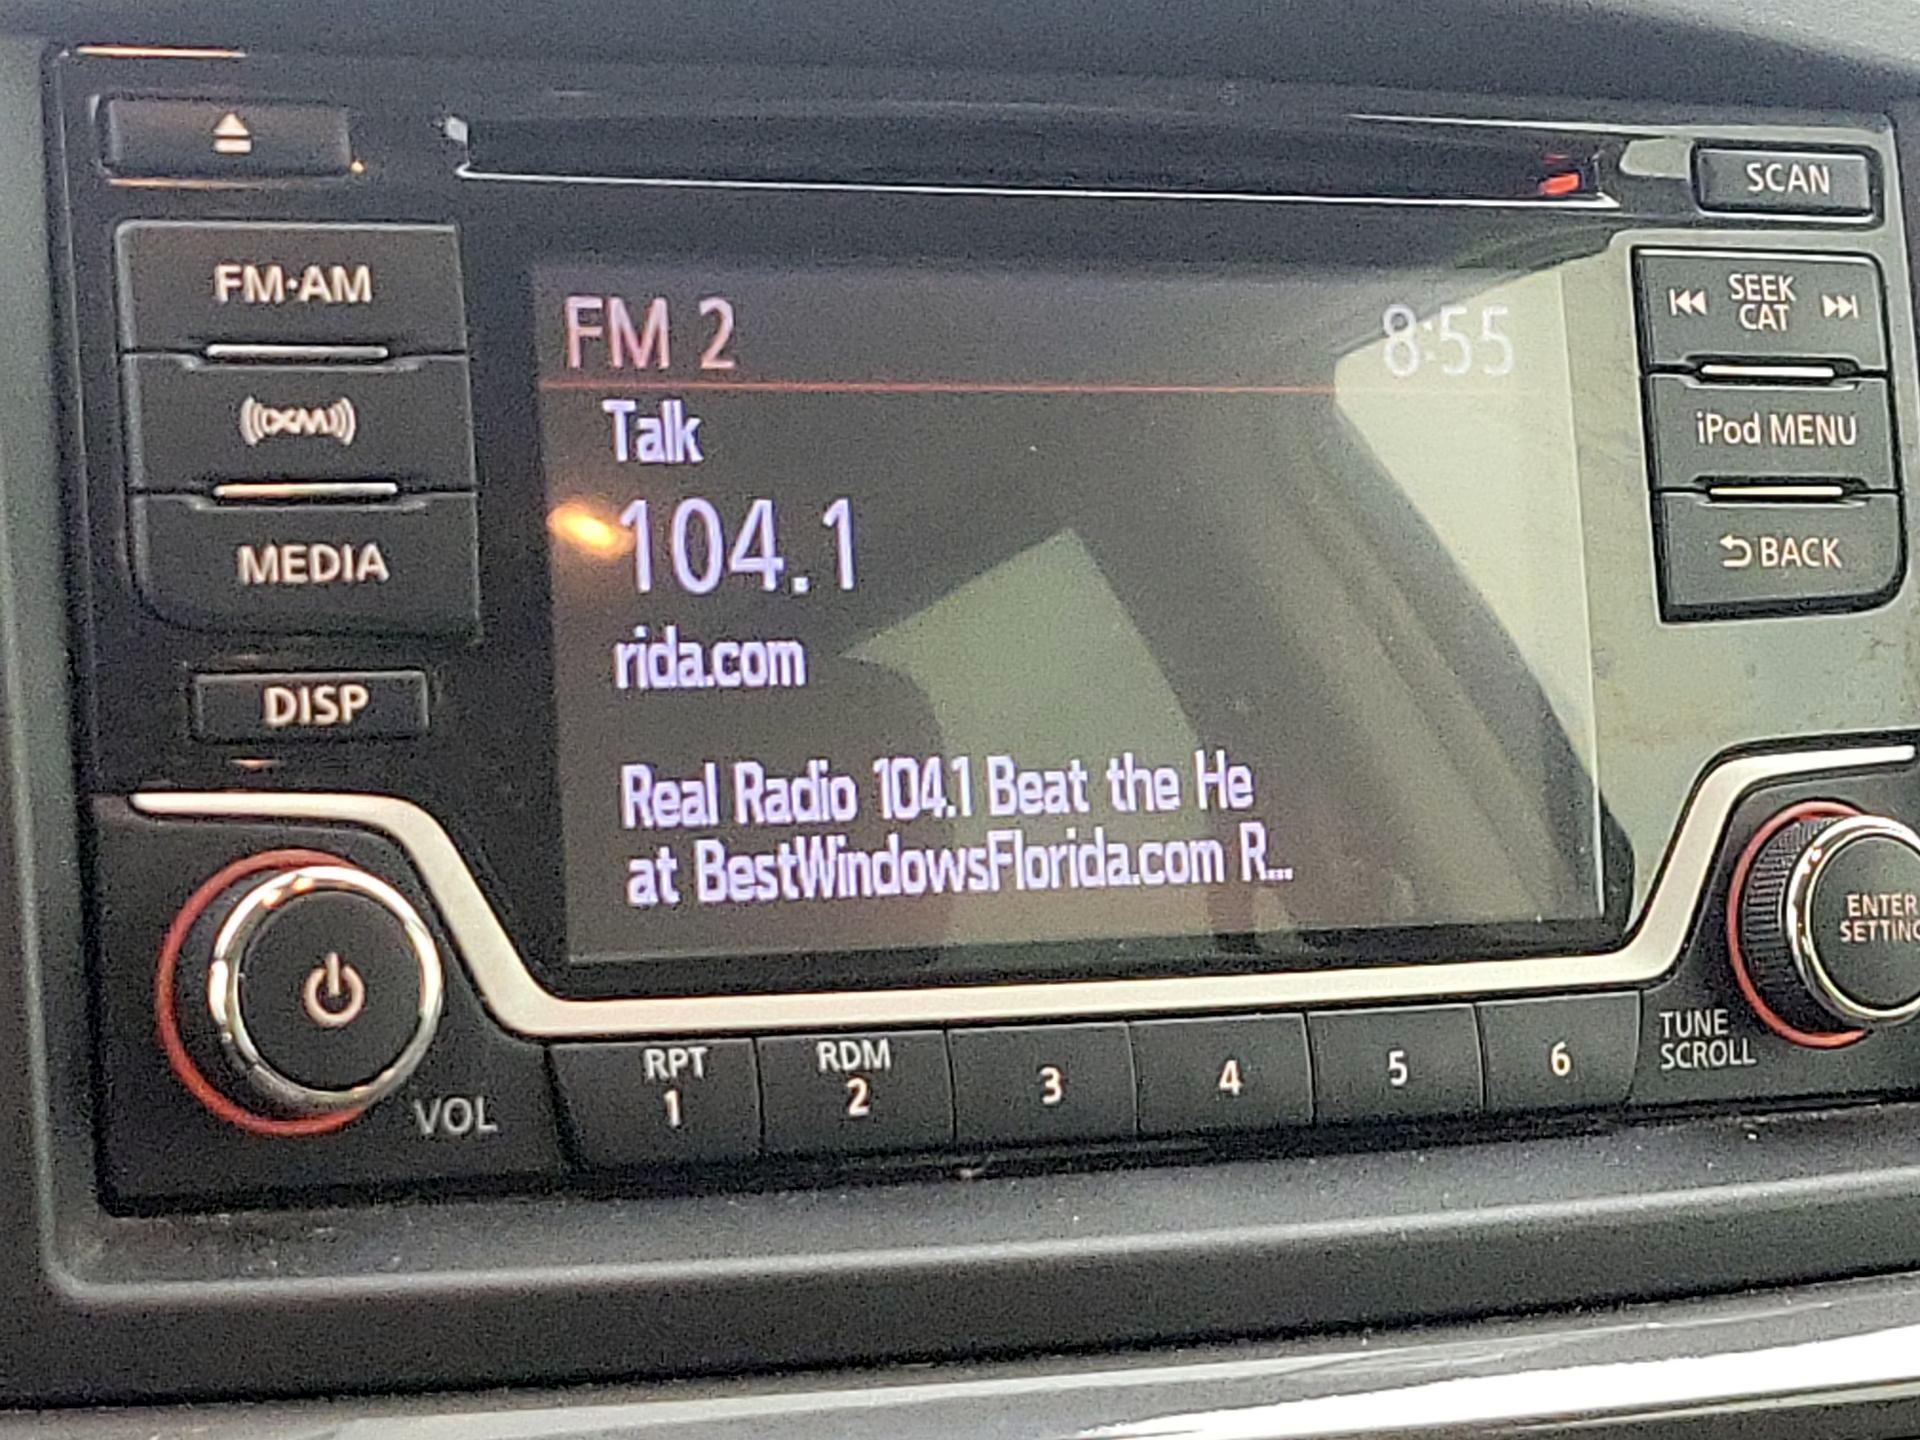 SCAN
FM·AM
XM
MEDIA
DISP
FM 2
8:55
Talk
104.1
rida.com
Real Radio 104.1 Beat the He
at BestWindowsFlorida.com R...
SEEK
CAT
iPod MENU
BACK
VOL
RPT
1
RDM
2
3
4
5
6
TUNE
SCROLL
ENTER
SETTING